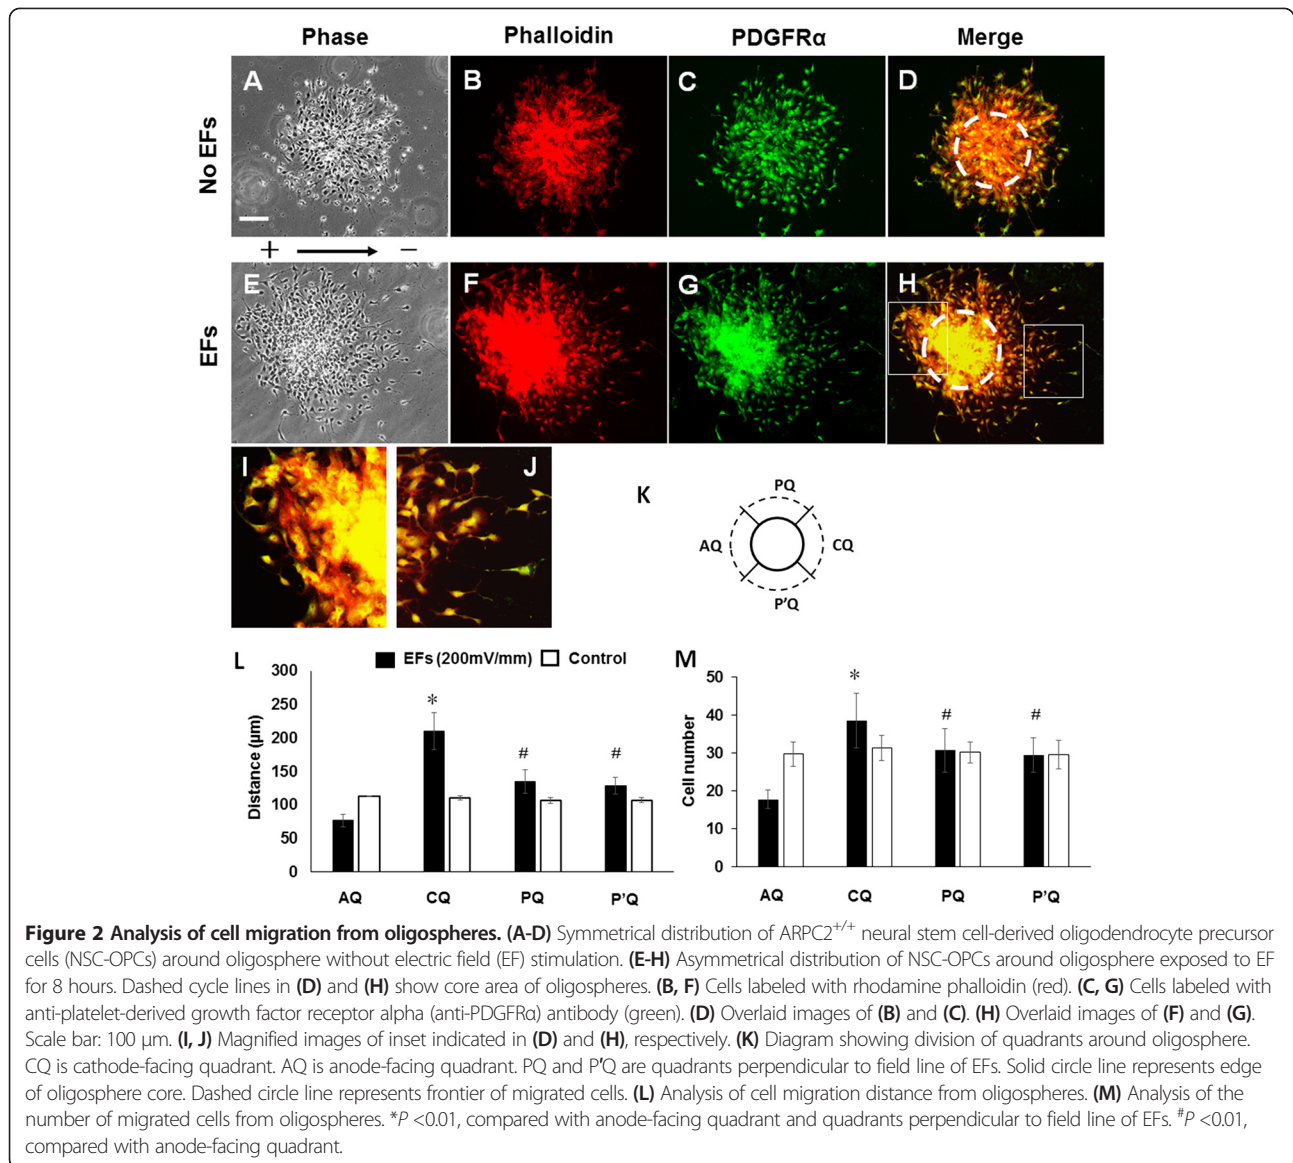 Phase Phalloidin PDGFRα Merge
No EFs
A B C D
+ −
EFs
E F G H
I J K
PQ
AQ CQ
P'Q
L EFs (200mV/mm) Control
Distance (µm)
300
250
200
150
100
50
0
* # #
AQ CQ PQ P'Q
M
Cell number
50
40
30
20
10
0
* # #
AQ CQ PQ P'Q
Figure 2 Analysis of cell migration from oligospheres. (A-D) Symmetrical distribution of ARPC2+/+ neural stem cell-derived oligodendrocyte precursor
cells (NSC-OPCs) around oligosphere without electric field (EF) stimulation. (E-H) Asymmetrical distribution of NSC-OPCs around oligosphere exposed to EF
for 8 hours. Dashed cycle lines in (D) and (H) show core area of oligospheres. (B, F) Cells labeled with rhodamine phalloidin (red). (C, G) Cells labeled with
anti-platelet-derived growth factor receptor alpha (anti-PDGFRα) antibody (green). (D) Overlaid images of (B) and (C). (H) Overlaid images of (F) and (G).
Scale bar: 100 µm. (I, J) Magnified images of inset indicated in (D) and (H), respectively. (K) Diagram showing division of quadrants around oligosphere.
CQ is cathode-facing quadrant. AQ is anode-facing quadrant. PQ and P'Q are quadrants perpendicular to field line of EFs. Solid circle line represents edge
of oligosphere core. Dashed circle line represents frontier of migrated cells. (L) Analysis of cell migration distance from oligospheres. (M) Analysis of the
number of migrated cells from oligospheres. *P <0.01, compared with anode-facing quadrant and quadrants perpendicular to field line of EFs. #P <0.01,
compared with anode-facing quadrant.